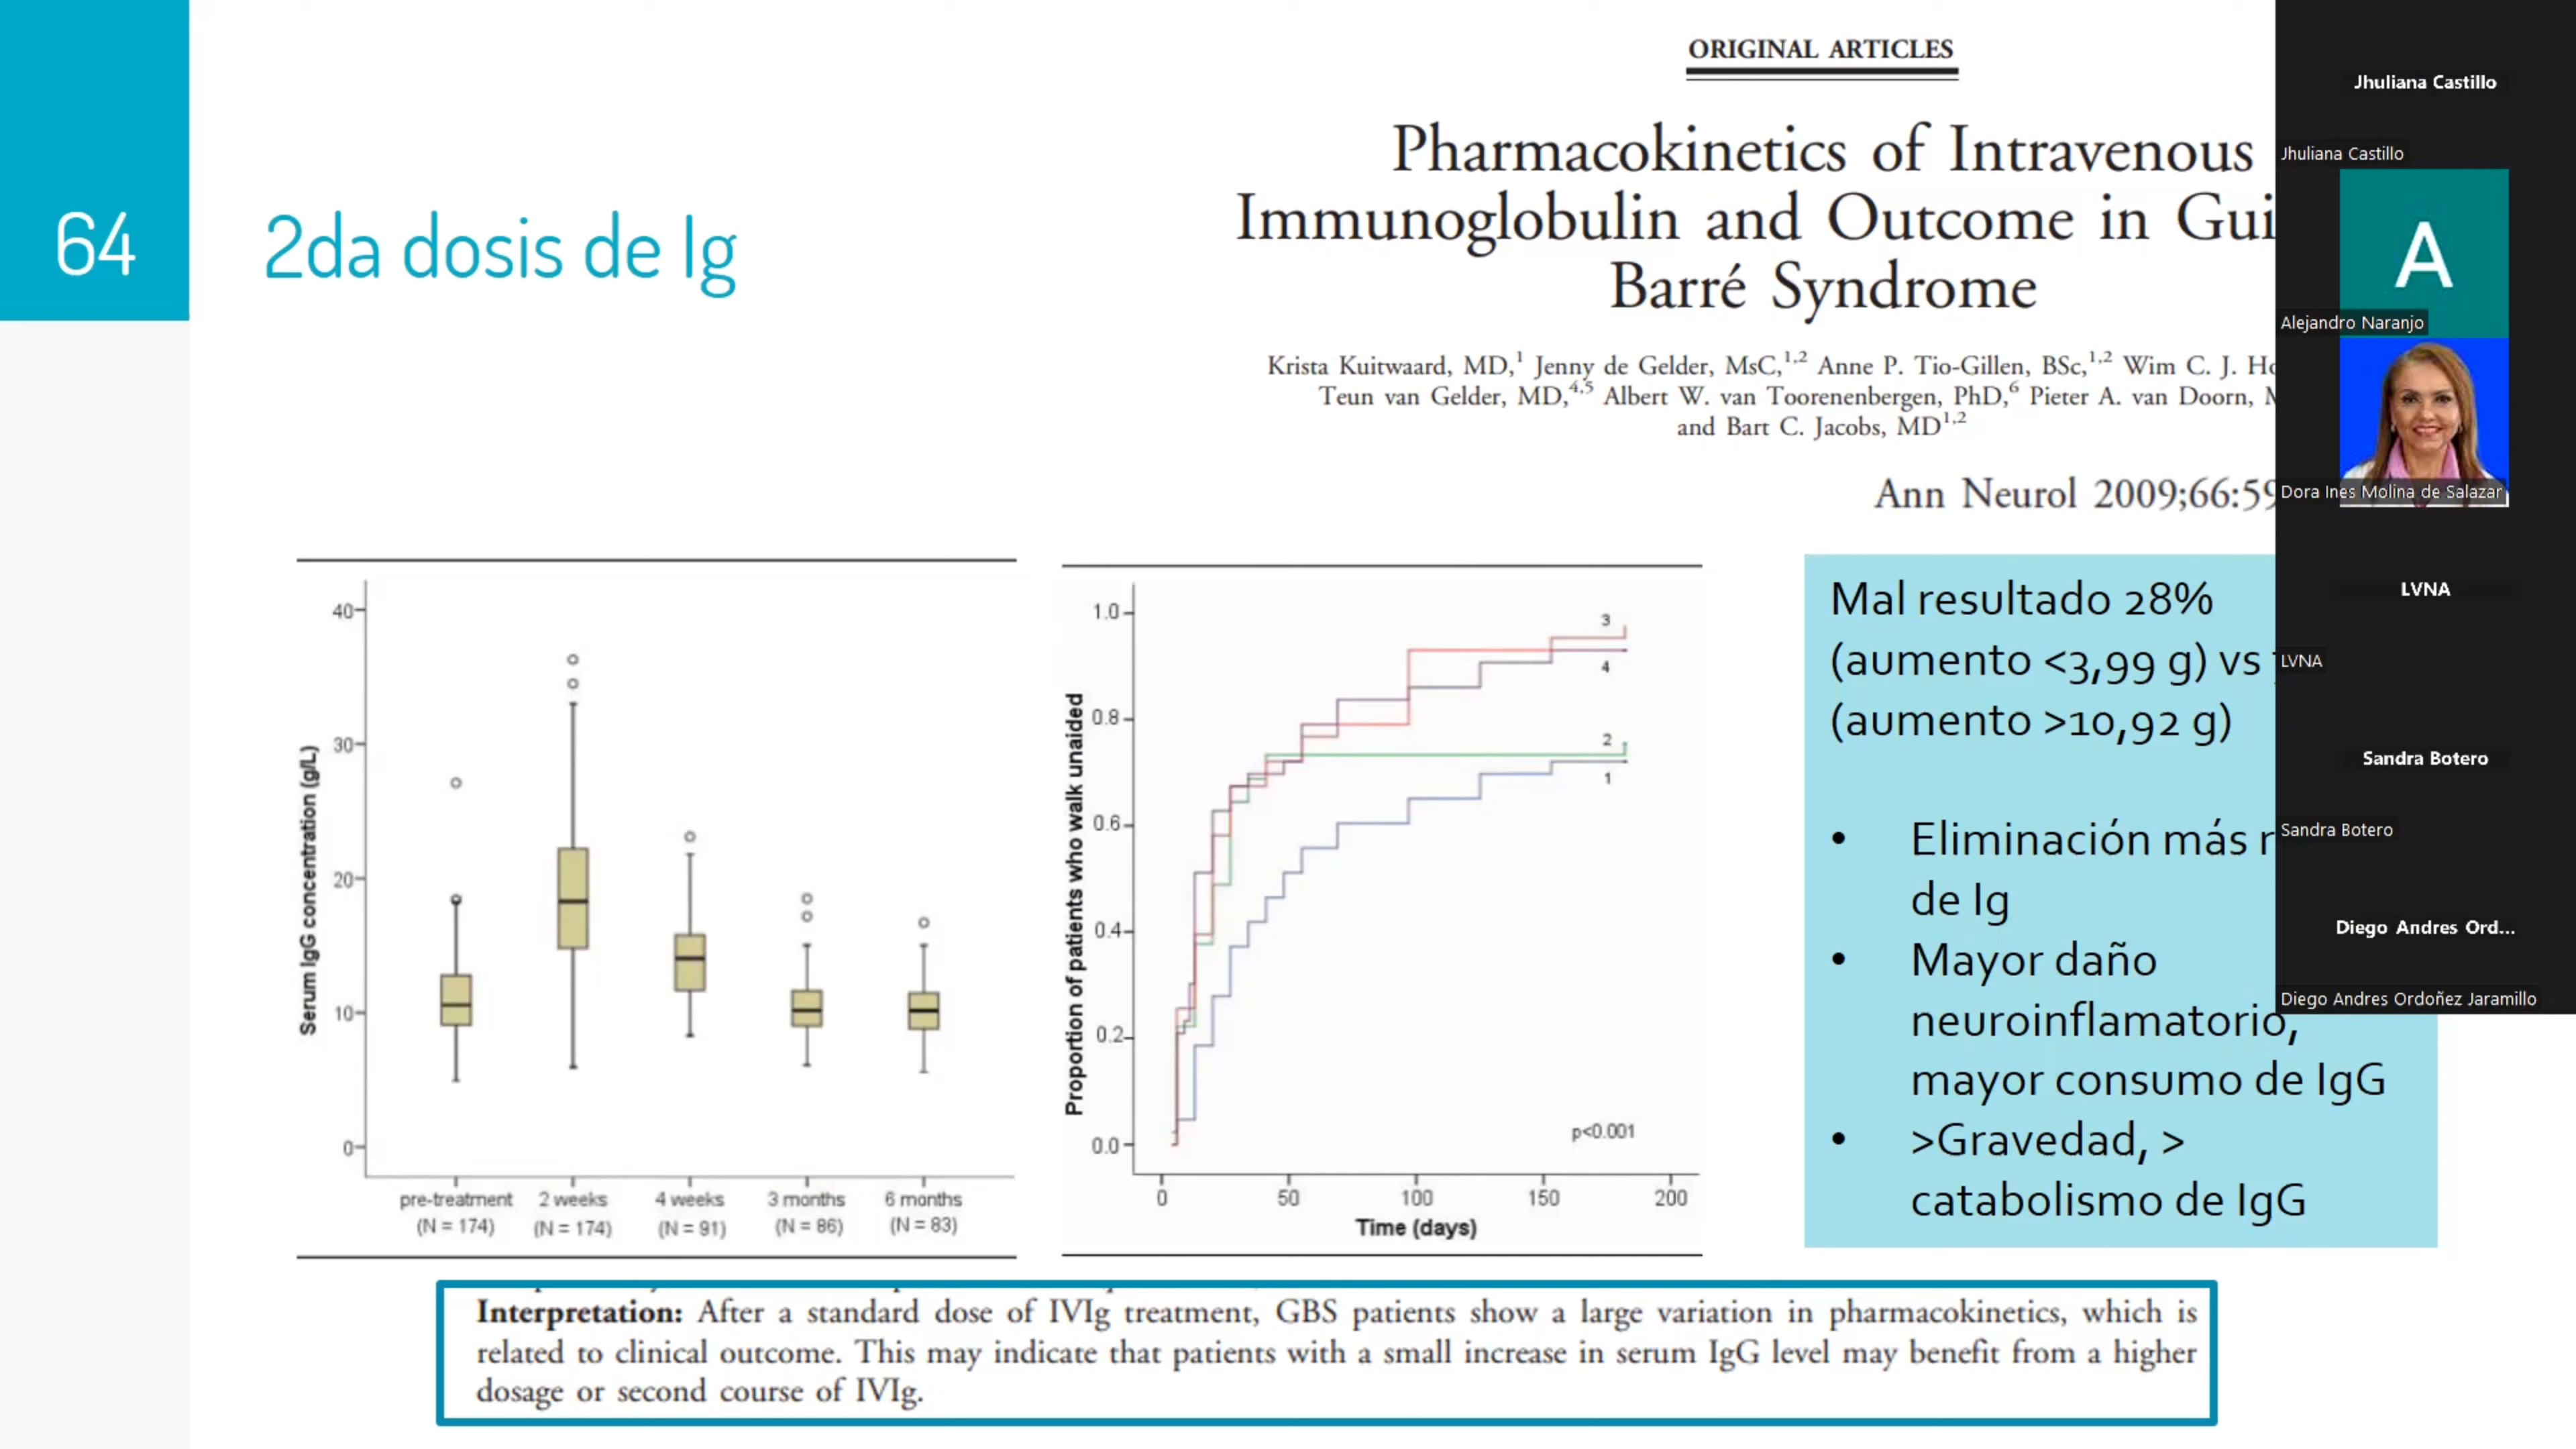 64
2da dosis de Ig
ORIGINAL ARTICLES
Pharmacokinetics of Intravenous
Immunoglobulin and Outcome in Gui
Barré Syndrome
Krista Kuitwaard, MD,1 Jenny de Gelder, MsC,1,2 Anne P. Tio-Gillen, BSc,1,2 Wim C. J. Ho
Teun van Gelder, MD,4,5 Albert W. van Toorenenbergen, PhD,6 Pieter A. van Doorn,
and Bart C. Jacobs, MD1,2
Ann Neurol 2009;66:59
Serum IgG concentration (g/L)
40
30
20
10
0
pre-treatment 2 weeks 4 weeks 3 months 6 months
(N = 174) (N = 174) (N = 91) (N = 86) (N = 83)
Proportion of patients who walk unaided
1.0
0.8
0.6
0.4
0.2
0.0
3
4
2
1
p<0.001
0 50 100 150 200
Time (days)
Mal resultado 28%
(aumento <3,99 g) vs
(aumento >10,92 g)
• Eliminación más r
de Ig
• Mayor daño
neuroinflamatorio,
mayor consumo de IgG
• >Gravedad, >
catabolismo de IgG
Interpretation: After a standard dose of IVIg treatment, GBS patients show a large variation in pharmacokinetics, which is
related to clinical outcome. This may indicate that patients with a small increase in serum IgG level may benefit from a higher
dosage or second course of IVIg.
Jhuliana Castillo
Jhuliana Castillo
A
Alejandro Naranjo
Dora Ines Molina de Salazar
LVNA
LVNA
Sandra Botero
Sandra Botero
Diego Andres Ord...
Diego Andres Ordoñez Jaramillo